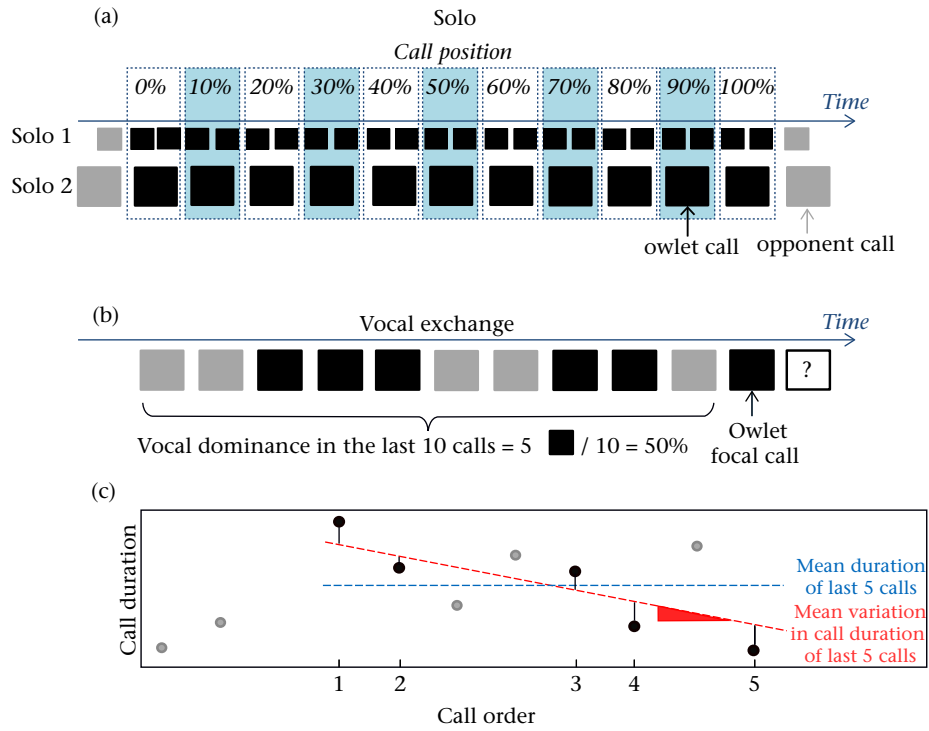 (a)
Solo
Call position
0% 10% 20% 30% 40% 50% 60% 70% 80% 90% 100%
Time
Solo 1
Solo 2
owlet call
opponent call
(b)
Vocal exchange
Time
?
Vocal dominance in the last 10 calls = 5 / 10 = 50%
Owlet
focal call
(c)
Call duration
Mean duration
of last 5 calls
Mean variation
in call duration
of last 5 calls
1 2 3 4 5
Call order